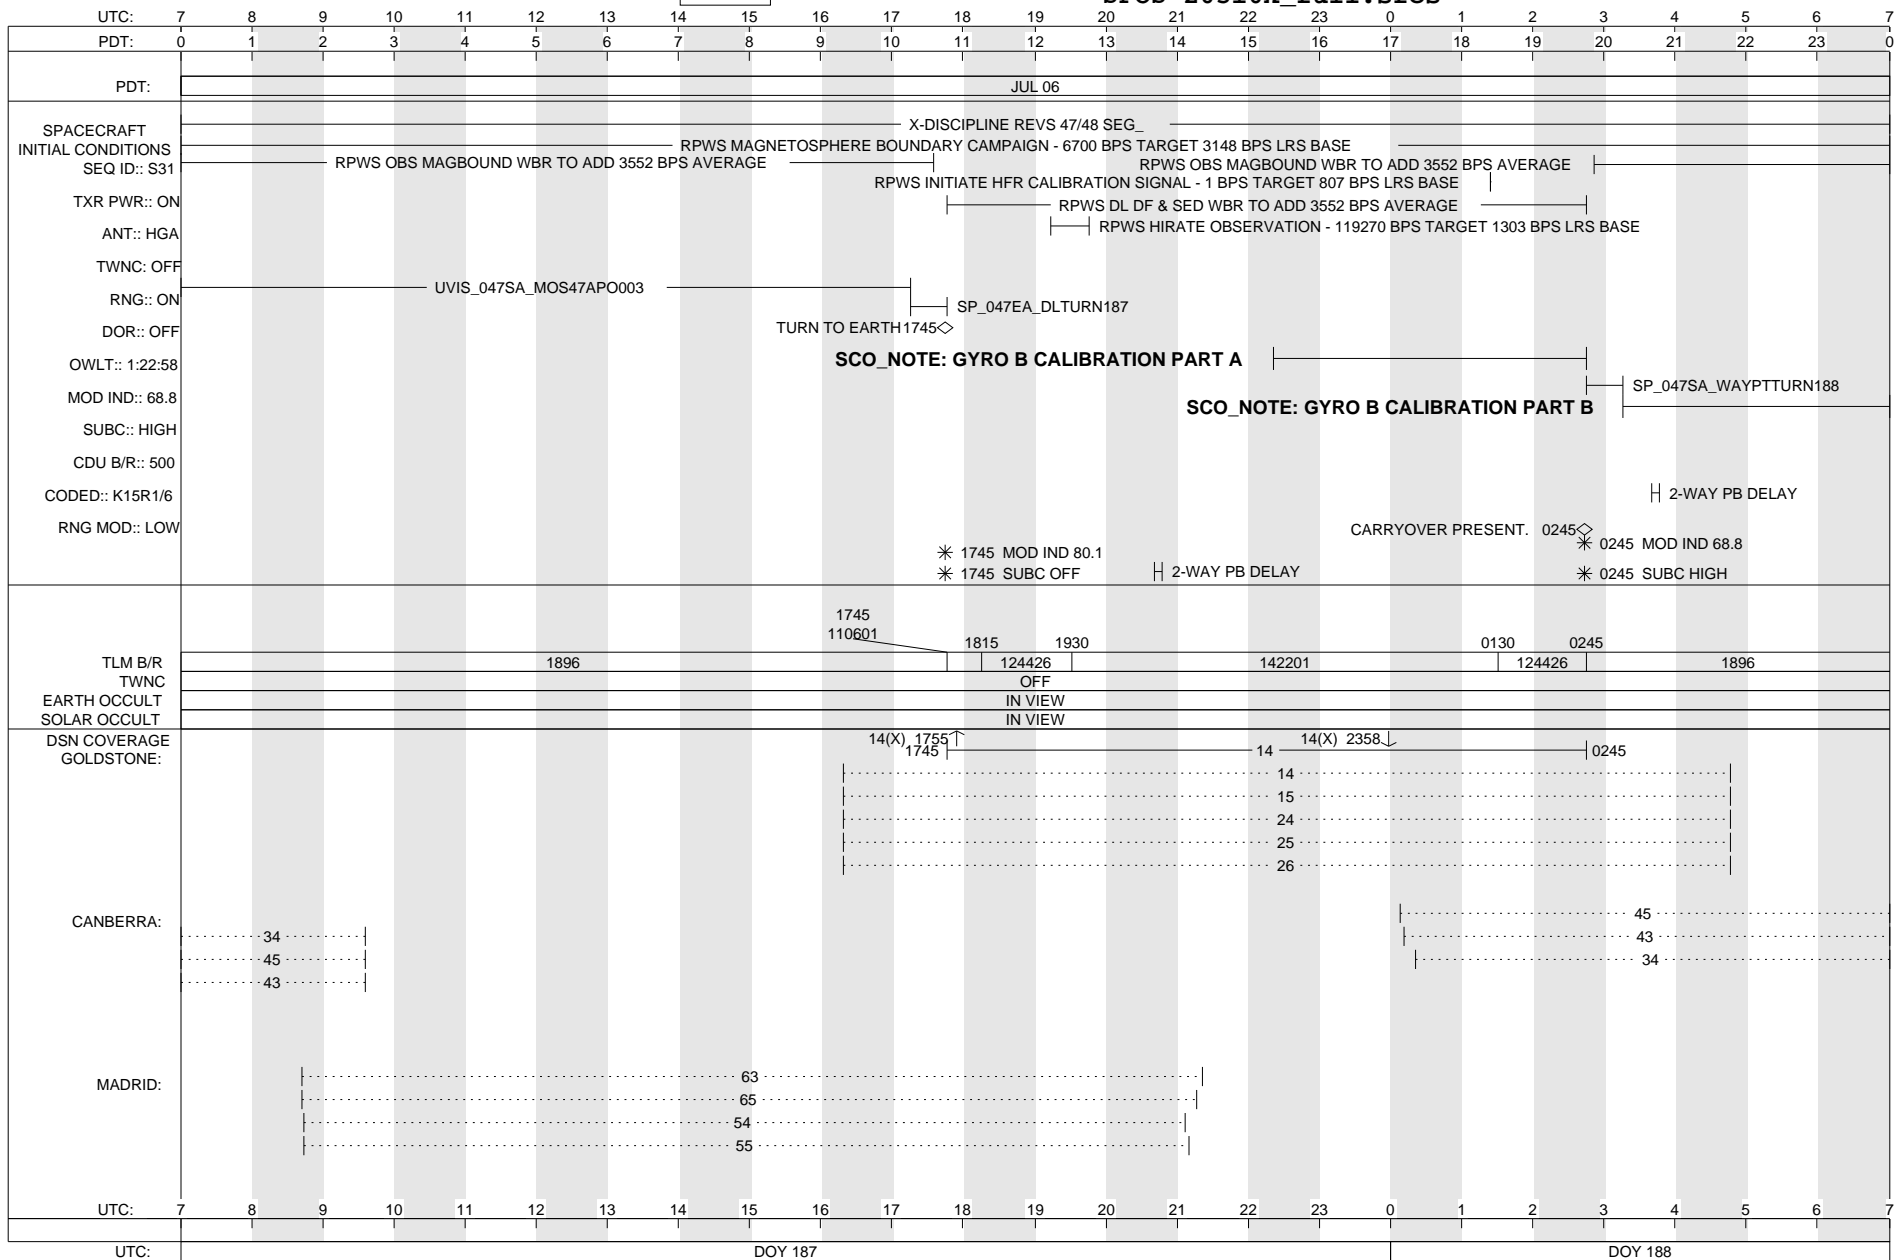 UTC: 7 8 9 10 11 12 13 14 15 16 17 18 19 20 21 22 23 0 1 2 3 4 5 6 7
PDT: 0 1 2 3 4 5 6 7 8 9 10 11 12 13 14 15 16 17 18 19 20 21 22 23 0
PDT: JUL 06
SPACECRAFT
INITIAL CONDITIONS
SEQ ID:: S31
TXR PWR:: ON
ANT:: HGA
TWNC: OFF
RNG:: ON
DOR:: OFF
OWLT:: 1:22:58
MOD IND:: 68.8
SUBC:: HIGH
CDU B/R:: 500
CODED:: K15R1/6
RNG MOD:: LOW
X-DISCIPLINE REVS 47/48 SEG_
RPWS MAGNETOSPHERE BOUNDARY CAMPAIGN - 6700 BPS TARGET 3148 BPS LRS BASE
RPWS OBS MAGBOUND WBR TO ADD 3552 BPS AVERAGE RPWS OBS MAGBOUND WBR TO ADD 3552 BPS AVERAGE
RPWS INITIATE HFR CALIBRATION SIGNAL - 1 BPS TARGET 807 BPS LRS BASE
RPWS DL DF & SED WBR TO ADD 3552 BPS AVERAGE
RPWS HIRATE OBSERVATION - 119270 BPS TARGET 1303 BPS LRS BASE
UVIS_047SA_MOS47APO003
SP_047EA_DLTURN187
TURN TO EARTH 1745
SCO_NOTE: GYRO B CALIBRATION PART A
SP_047SA_WAYPTTURN188
SCO_NOTE: GYRO B CALIBRATION PART B
2-WAY PB DELAY
CARRYOVER PRESENT. 0245
1745 MOD IND 80.1 0245 MOD IND 68.8
1745 SUBC OFF 2-WAY PB DELAY 0245 SUBC HIGH
1745
110601
1815 1930 0130 0245
TLM B/R 1896 124426 142201 124426 1896
TWNC OFF
EARTH OCCULT IN VIEW
SOLAR OCCULT IN VIEW
DSN COVERAGE 14(X) 1755 14(X) 2358
GOLDSTONE: 1745 14 0245
14
15
24
25
26
CANBERRA: 45
34 43
45 34
43
MADRID: 63
65
54
55
UTC: 7 8 9 10 11 12 13 14 15 16 17 18 19 20 21 22 23 0 1 2 3 4 5 6 7
UTC: DOY 187 DOY 188